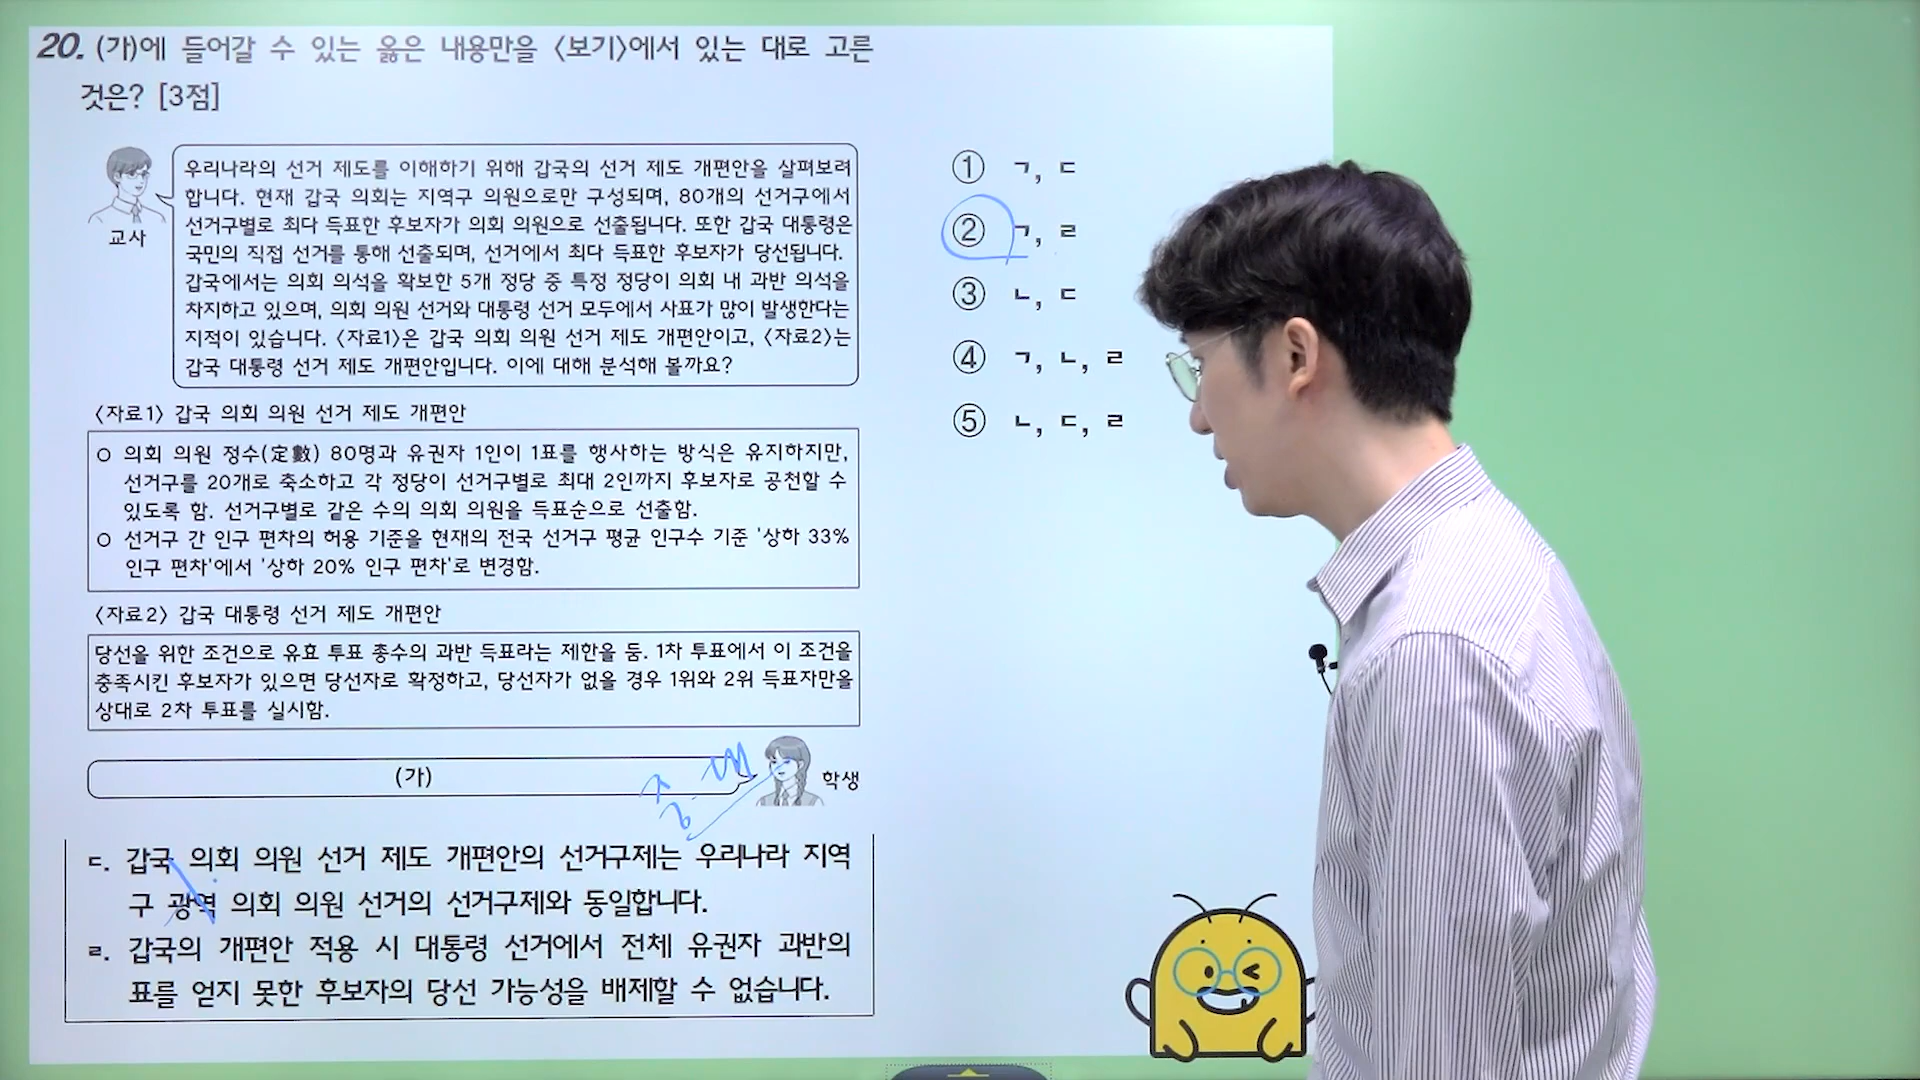 20. (가)에 들어갈 수 있는 옳은 내용만을 <보기>에서 있는 대로 고른
것은? [3점]
교사
우리나라의 선거 제도를 이해하기 위해 갑국의 선거 제도 개편안을 살펴보려
합니다. 현재 갑국 의회는 지역구 의원으로만 구성되며, 80개의 선거구에서
선거구별로 최다 득표한 후보자가 의회 의원으로 선출됩니다. 또한 갑국 대통령은
국민의 직접 선거를 통해 선출되며, 선거에서 최다 득표한 후보자가 당선됩니다.
갑국에서는 의회 의석을 확보한 5개 정당 중 특정 정당이 의회 내 과반 의석을
차지하고 있으며, 의회 의원 선거와 대통령 선거 모두에서 사표가 많이 발생한다는
지적이 있습니다. <자료1>은 갑국 의회 의원 선거 제도 개편안이고, <자료2>는
갑국 대통령 선거 제도 개편안입니다. 이에 대해 분석해 볼까요?
<자료1> 갑국 의회 의원 선거 제도 개편안
○ 의회 의원 정수(定數) 80명과 유권자 1인이 1표를 행사하는 방식은 유지하지만,
선거구를 20개로 축소하고 각 정당이 선거구별로 최대 2인까지 후보자로 공천할 수
있도록 함. 선거구별로 같은 수의 의회 의원을 득표순으로 선출함.
○ 선거구 간 인구 편차의 허용 기준을 현재의 전국 선거구 평균 인구수 기준 '상하 33%
인구 편차'에서 '상하 20% 인구 편차'로 변경함.
<자료2> 갑국 대통령 선거 제도 개편안
당선을 위한 조건으로 유효 투표 총수의 과반 득표라는 제한을 둠. 1차 투표에서 이 조건을
충족시킨 후보자가 있으면 당선자로 확정하고, 당선자가 없을 경우 1위와 2위 득표자만을
상대로 2차 투표를 실시함.
(가)
학생
ㄷ. 갑국 의회 의원 선거 제도 개편안의 선거구제는 우리나라 지역
구 광역 의회 의원 선거의 선거구제와 동일합니다.
ㄹ. 갑국의 개편안 적용 시 대통령 선거에서 전체 유권자 과반의
표를 얻지 못한 후보자의 당선 가능성을 배제할 수 없습니다.
① ㄱ, ㄷ
② ㄱ, ㄹ
③ ㄴ, ㄷ
④ ㄱ, ㄴ, ㄹ
⑤ ㄴ, ㄷ, ㄹ